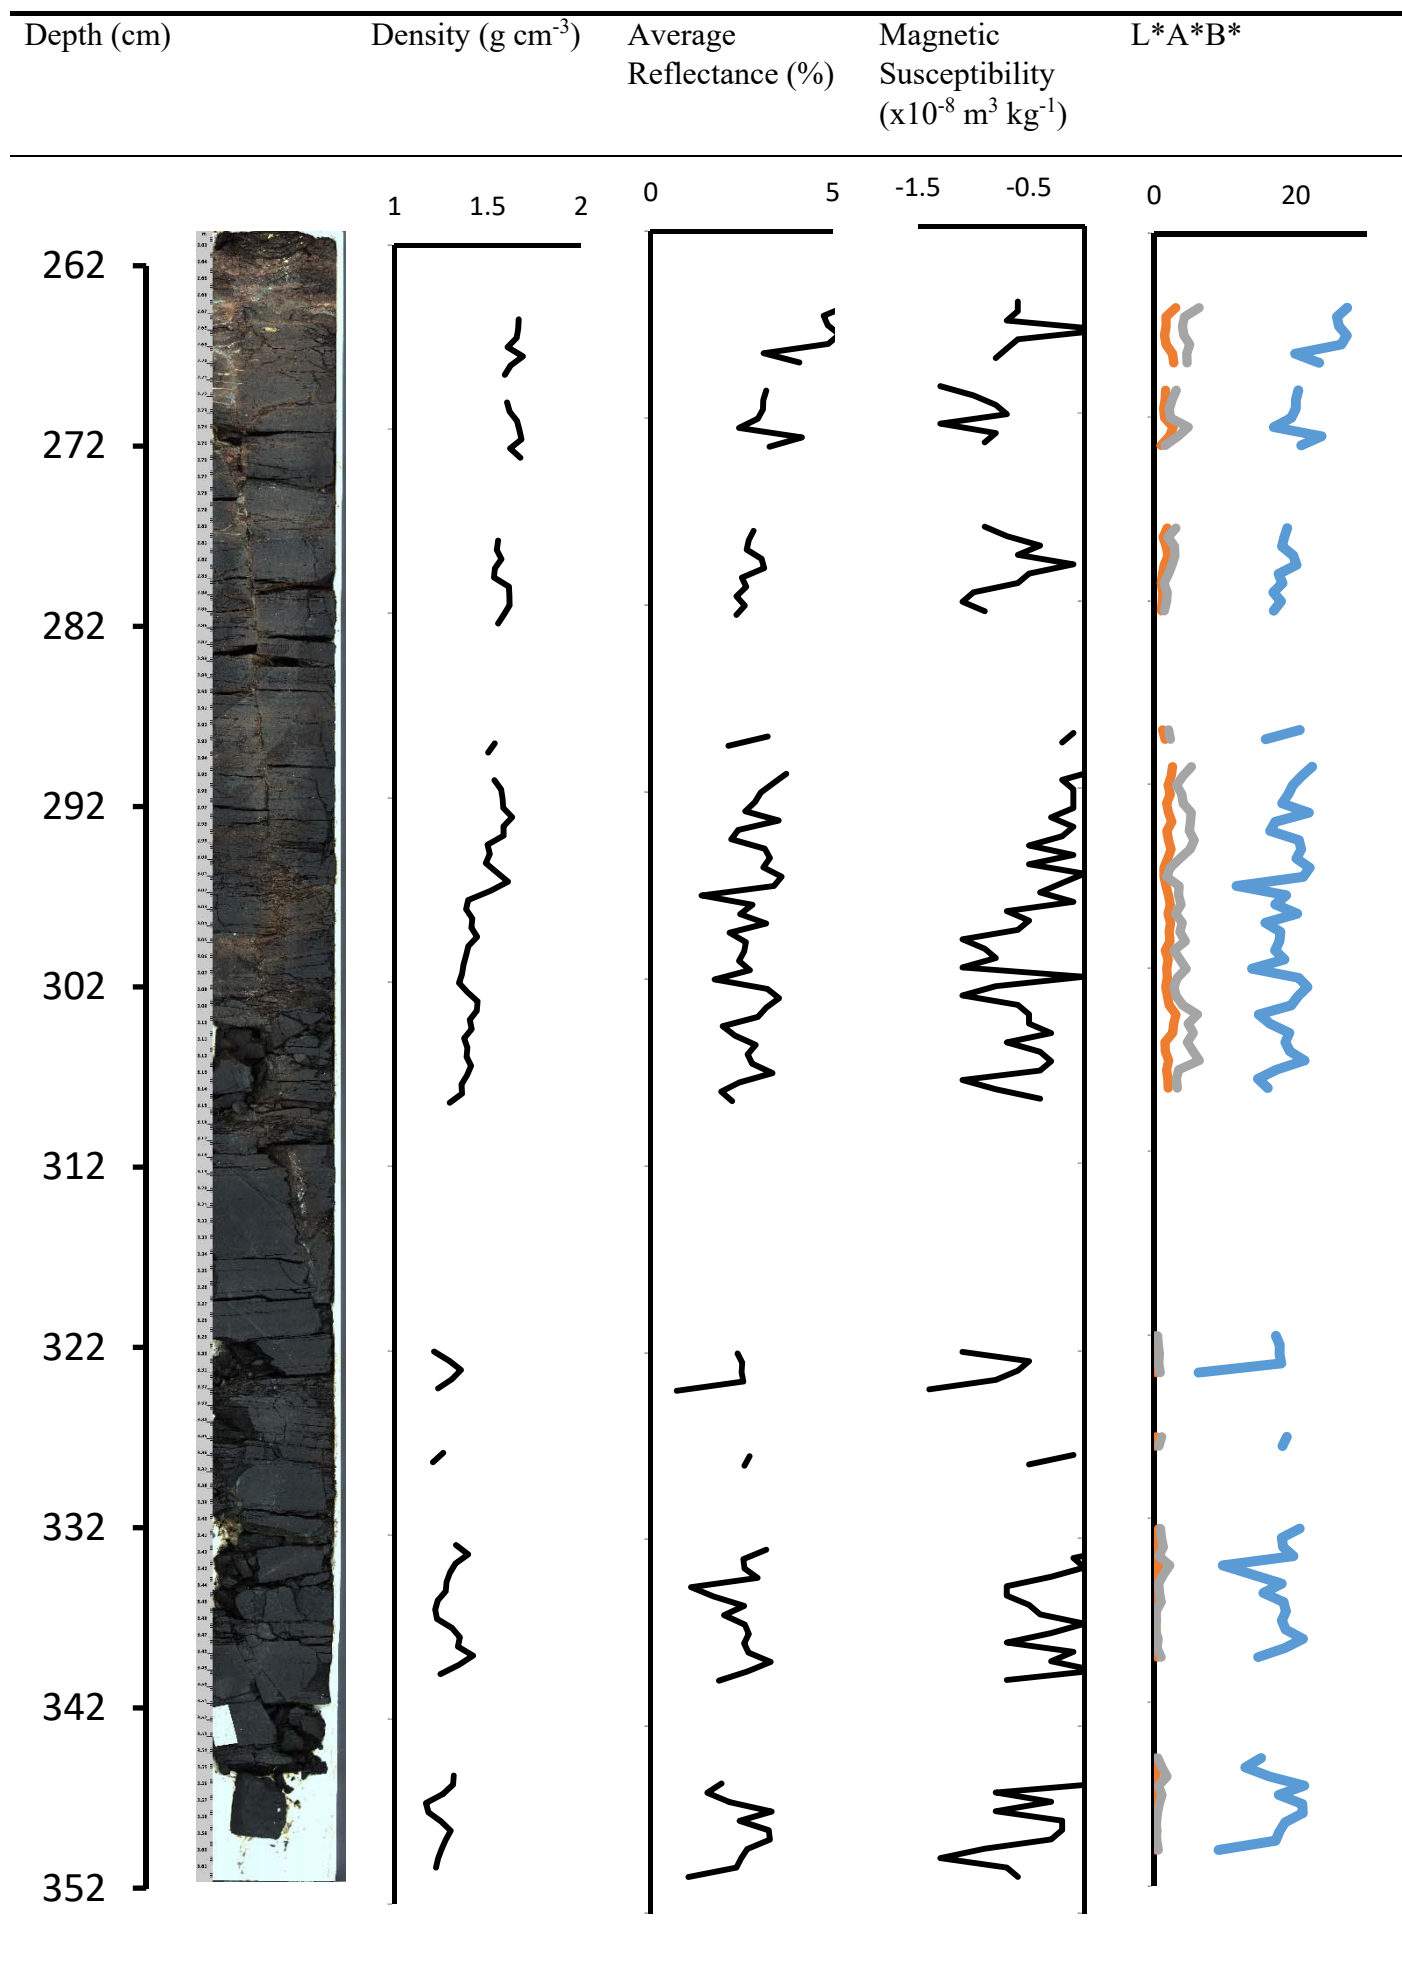 Depth (cm) Density (g cm-3) Average Magnetic L*A*B*
Reflectance (%) Susceptibility
(x10-8 m3 kg-1)
1 1.5 2 0 5 -1.5 -0.5 0 20
262
272
282
292
302
312
322
332
342
352